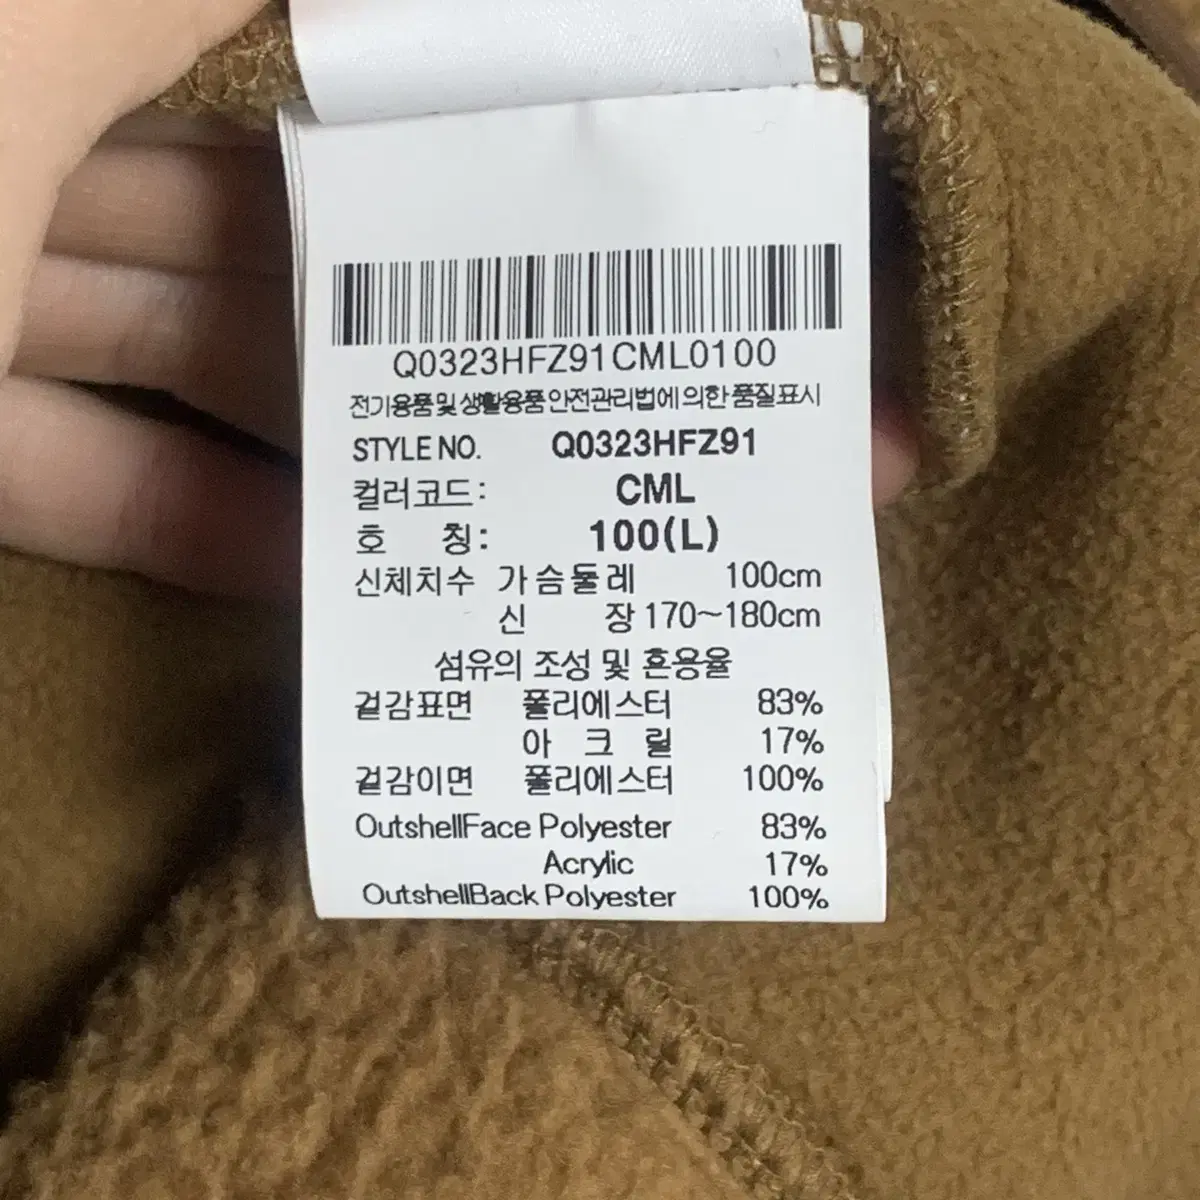 Q0323HFZ91CML0100
전기용품 및 생활용품 안전관리법에 의한 품질표시
STYLE NO. Q0323HFZ91
컬러코드: CML
호 칭: 100(L)
신체치수 가슴둘레 100cm
신 장 170~180cm
섬유의 조성 및 혼용율
겉감표면 폴리에스터 83%
아 크 릴 17%
겉감이면 폴리에스터 100%
OutshellFace Polyester 83%
Acrylic 17%
OutshellBack Polyester 100%